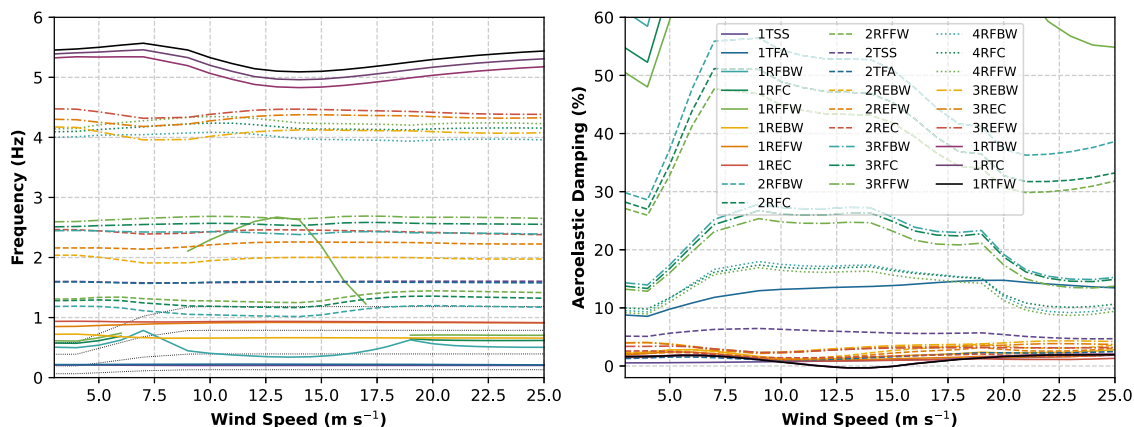 6
5
4
3
2
1
0
Frequency (Hz)
5.0 7.5 10.0 12.5 15.0 17.5 20.0 22.5 25.0
Wind Speed (m s⁻¹)
60
50
40
30
20
10
0
Aeroelastic Damping (%)
1TSS 2RFFW 4RFBW
1TFA 2TSS 4RFC
1RFBW 2TFA 4RFFW
1RFC 2REBW 3REBW
1RFFW 2REFW 3REC
1REBW 2REC 3REFW
1REFW 3RFBW 1RTBW
1REC 3RFC 1RTC
2RFBW 3RFFW 1RTFW
2RFC
5.0 7.5 10.0 12.5 15.0 17.5 20.0 22.5 25.0
Wind Speed (m s⁻¹)